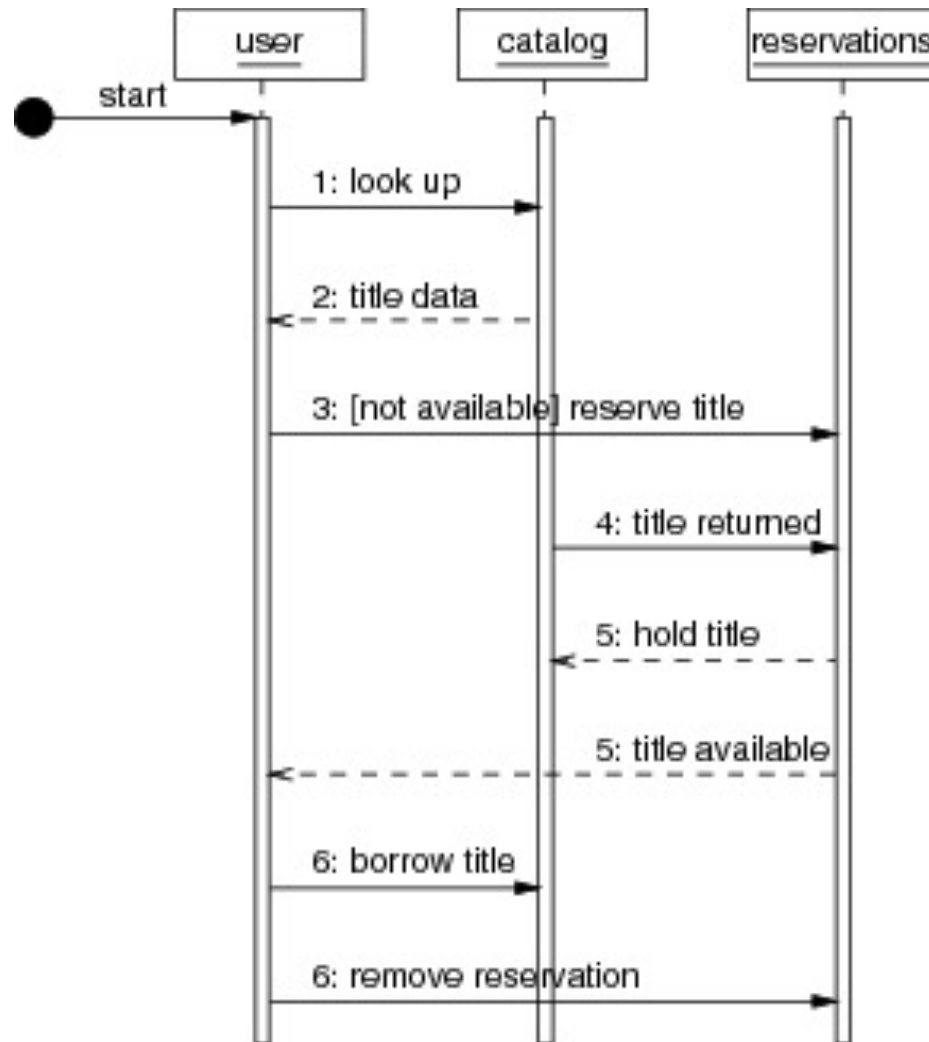 user
catalog
reservations
start
1: look up
2: title data
3: [not available] reserve title
4: title returned
5: hold title
5: title available
6: borrow title
6: remove reservation